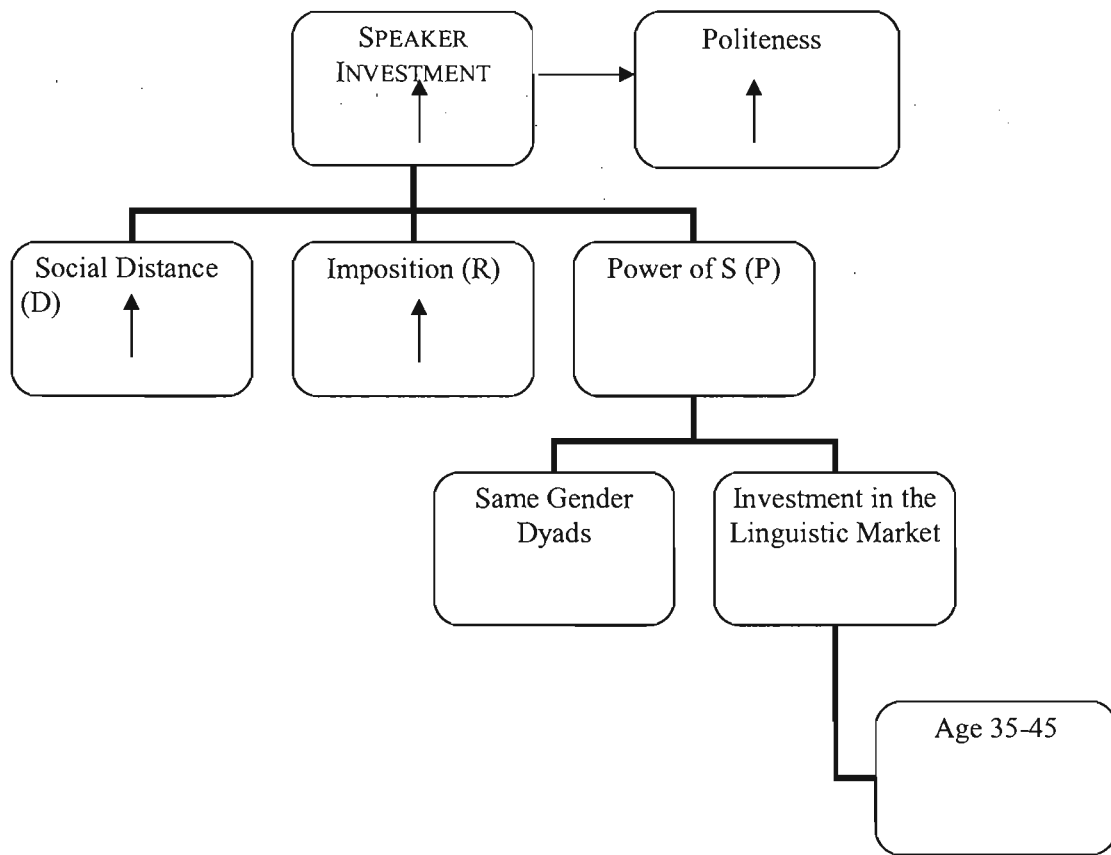 SPEAKER
INVESTMENT
Politeness
Social Distance
(D)
Imposition (R)
Power of S (P)
Same Gender
Dyads
Investment in the
Linguistic Market
Age 35-45